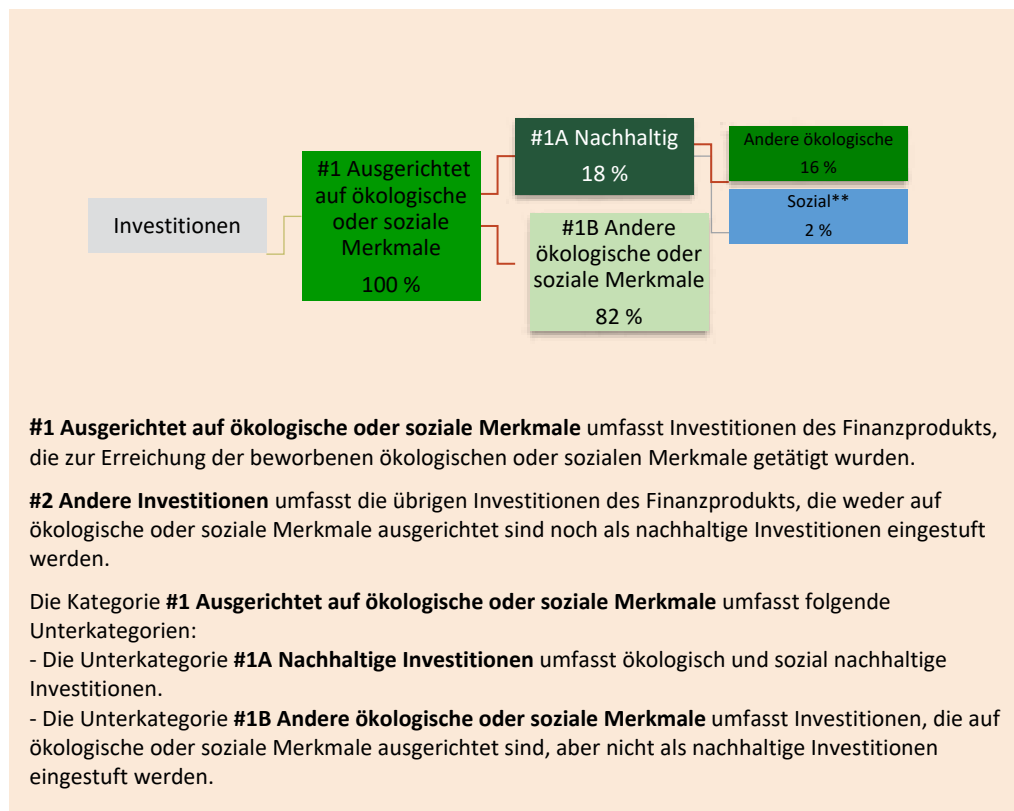 Investitionen
#1 Ausgerichtet
auf ökologische
oder soziale
Merkmale
100 %
#1A Nachhaltig
18 %
#1B Andere
ökologische oder
soziale Merkmale
82 %
Andere ökologische
16 %
Sozial**
2 %
#1 Ausgerichtet auf ökologische oder soziale Merkmale umfasst Investitionen des Finanzprodukts,
die zur Erreichung der beworbenen ökologischen oder sozialen Merkmale getätigt wurden.
#2 Andere Investitionen umfasst die übrigen Investitionen des Finanzprodukts, die weder auf
ökologische oder soziale Merkmale ausgerichtet sind noch als nachhaltige Investitionen eingestuft
werden.
Die Kategorie #1 Ausgerichtet auf ökologische oder soziale Merkmale umfasst folgende
Unterkategorien:
- Die Unterkategorie #1A Nachhaltige Investitionen umfasst ökologisch und sozial nachhaltige
Investitionen.
- Die Unterkategorie #1B Andere ökologische oder soziale Merkmale umfasst Investitionen, die auf
ökologische oder soziale Merkmale ausgerichtet sind, aber nicht als nachhaltige Investitionen
eingestuft werden.